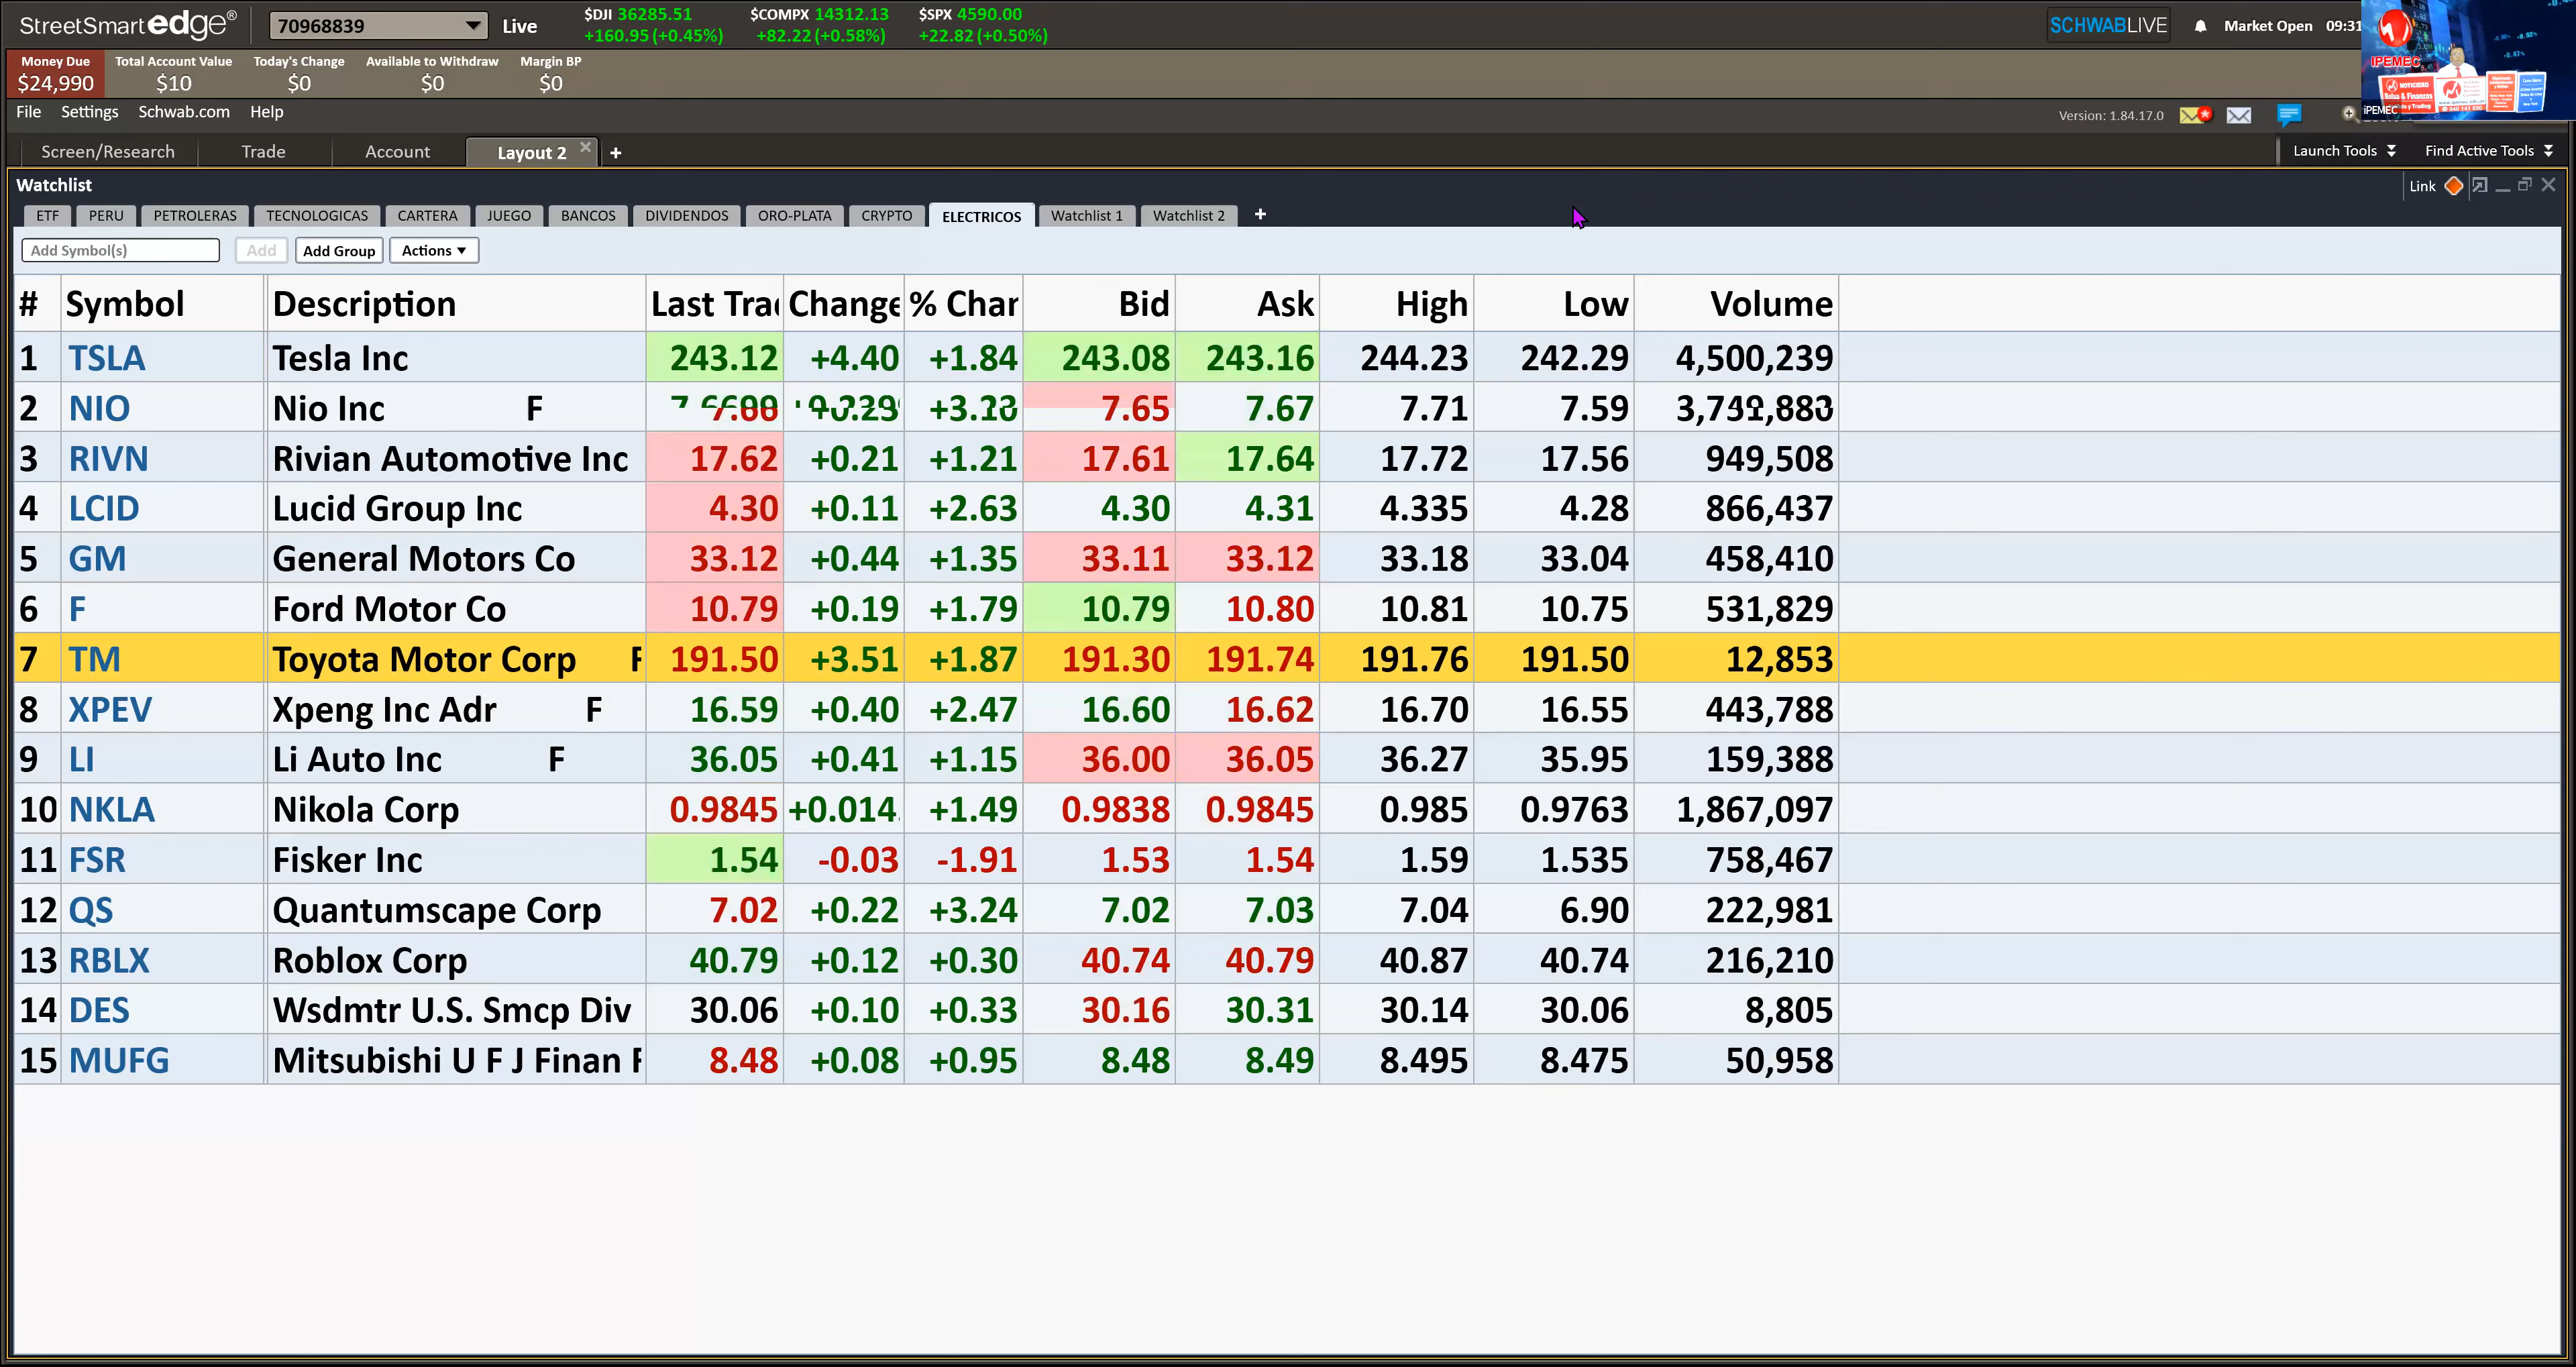 StreetSmart edge® 70968839 Live $DJI 36285.51 $COMPX 14312.13 $SPX 4590.00 SCHWABLIVE Market Open 09:31
+160.95 (+0.45%) +82.22 (+0.58%) +22.82 (+0.50%)
Money Due Total Account Value Today's Change Available to Withdraw Margin BP
$24,990 $10 $0 $0 $0
IPEMEC
NOTICIERO
Bolsa & Finanzas
iPEMEC
File Settings Schwab.com Help Version: 1.84.17.0
Screen/Research Trade Account Layout 2 + Launch Tools Find Active Tools
Watchlist Link
ETF PERU PETROLERAS TECNOLOGICAS CARTERA JUEGO BANCOS DIVIDENDOS ORO-PLATA CRYPTO ELECTRICOS Watchlist 1 Watchlist 2 +
Add Symbol(s) Add Add Group Actions
# Symbol Description Last Trad Change % Char Bid Ask High Low Volume
1 TSLA Tesla Inc 243.12 +4.40 +1.84 243.08 243.16 244.23 242.29 4,500,239
2 NIO Nio Inc F 7.65 7.67 7.71 7.59
3 RIVN Rivian Automotive Inc 17.62 +0.21 +1.21 17.61 17.64 17.72 17.56 949,508
4 LCID Lucid Group Inc 4.30 +0.11 +2.63 4.30 4.31 4.335 4.28 866,437
5 GM General Motors Co 33.12 +0.44 +1.35 33.11 33.12 33.18 33.04 458,410
6 F Ford Motor Co 10.79 +0.19 +1.79 10.79 10.80 10.81 10.75 531,829
7 TM Toyota Motor Corp F 191.50 +3.51 +1.87 191.30 191.74 191.76 191.50 12,853
8 XPEV Xpeng Inc Adr F 16.59 +0.40 +2.47 16.60 16.62 16.70 16.55 443,788
9 LI Li Auto Inc F 36.05 +0.41 +1.15 36.00 36.05 36.27 35.95 159,388
10 NKLA Nikola Corp 0.9845 +0.014 +1.49 0.9838 0.9845 0.985 0.9763 1,867,097
11 FSR Fisker Inc 1.54 -0.03 -1.91 1.53 1.54 1.59 1.535 758,467
12 QS Quantumscape Corp 7.02 +0.22 +3.24 7.02 7.03 7.04 6.90 222,981
13 RBLX Roblox Corp 40.79 +0.12 +0.30 40.74 40.79 40.87 40.74 216,210
14 DES Wsdmtr U.S. Smcp Div 30.06 +0.10 +0.33 30.16 30.31 30.14 30.06 8,805
15 MUFG Mitsubishi U F J Finan F 8.48 +0.08 +0.95 8.48 8.49 8.495 8.475 50,958